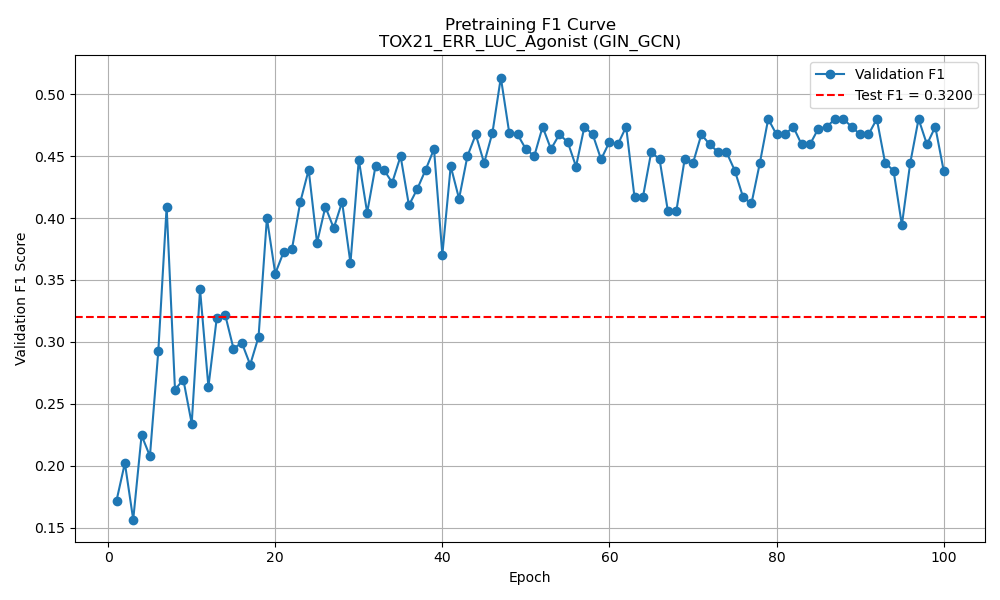 Pretraining F1 Curve
TOX21_ERR_LUC_Agonist (GIN_GCN)
Validation F1
Test F1 = 0.3200
Validation F1 Score
0.50
0.45
0.40
0.35
0.30
0.25
0.20
0.15
0 20 40 60 80 100
Epoch